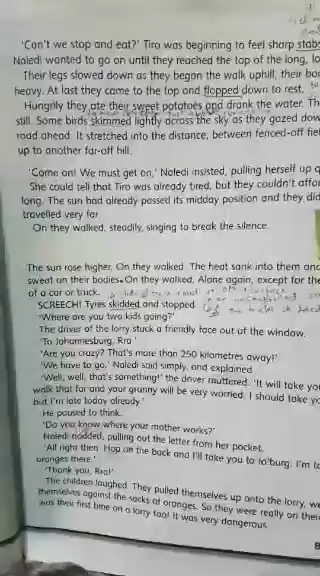 'Can't we stop and eat?' Tiro was beginning to feel sharp stabs
Naledi wanted to go on until they reached the top of the long, lo
Their legs slowed down as they began the walk uphill, their bod
heavy. At last they came to the top and flopped down to rest.
Hungrily they ate their sweet potatoes and drank the water. Th
still. Some birds skimmed lightly across the sky as they gazed dow
road ahead. It stretched into the distance, between fenced-off fie
up to another far-off hill.
'Come on! We must get on,' Naledi insisted, pulling herself up q
She could tell that Tiro was already tired, but they couldn't affor
long. The sun had already passed its midday position and they did
travelled very far.
On they walked, steadily, singing to break the silence.
The sun rose higher. On they walked. The heat sank into them and
sweat on their bodies. On they walked. Alone again, except for the
of a car or truck.
SCREECH! Tyres skidded and stopped.
'Where are you two kids going?'
The driver of the lorry stuck a friendly face out of the window.
'To Johannesburg, Rra.'
'Are you crazy? That's more than 250 kilometres away!'
'We have to go,' Naledi said simply, and explained.
'Well, well, that's something!' the driver muttered. 'It will take yo
walk that far and your granny will be very worried. I should take yo
but I'm late today already.'
He paused to think.
'Do you know where your mother works?'
Naledi nodded, pulling out the letter from her pocket.
'All right then. Hop on the back and I'll take you to Jo'burg. I'm ta
oranges there.'
'Thank you, Rra!'
The children laughed. They pulled themselves up onto the lorry, we
themselves against the sacks of oranges. So they were really on their
was their first time on a lorry too! It was very dangerous.